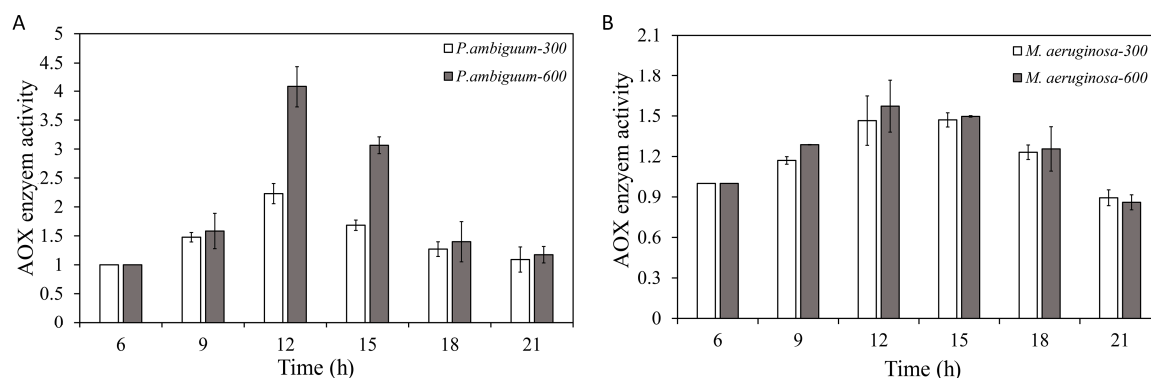 A
AOX enzyem activity
5
4.5
4
3.5
3
2.5
2
1.5
1
0.5
0
P.ambiguum-300
P.ambiguum-600
6 9 12 15 18 21
Time (h)
B
AOX enzyem activity
2.1
1.8
1.5
1.2
0.9
0.6
0.3
0
M. aeruginosa-300
M. aeruginosa-600
6 9 12 15 18 21
Time (h)